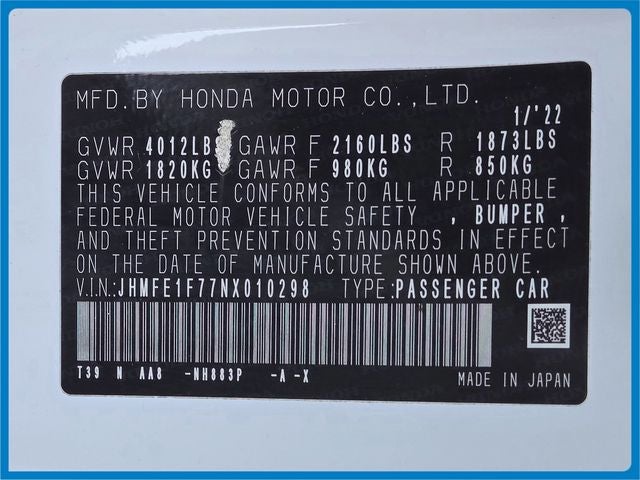 MFD.BY HONDA MOTOR CO.,LTD.
1/'22
GVWR 4012LBS GAWR F 2160LBS R 1873LBS
GVWR 1820KG GAWR F 980KG R 850KG
THIS VEHICLE CONFORMS TO ALL APPLICABLE
FEDERAL MOTOR VEHICLE SAFETY , BUMPER ,
AND THEFT PREVENTION STANDARDS IN EFFECT
ON THE DATE OF MANUFACTURE SHOWN ABOVE.
V.I.N.:JHMFE1F77NX010298 TYPE:PASSENGER CAR
T39 N AA8 -NH883P -A -X
MADE IN JAPAN